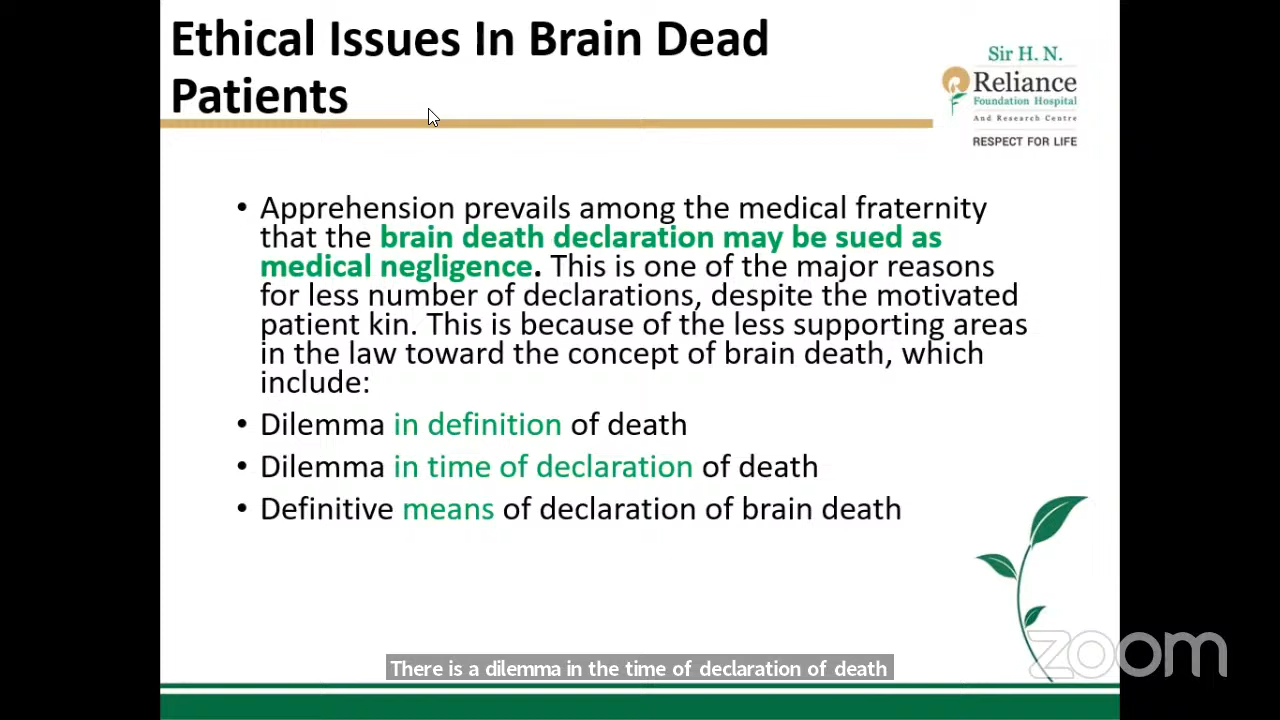 Ethical Issues In Brain Dead
Patients
Sir H. N.
Reliance
Foundation Hospital
And Research Centre
RESPECT FOR LIFE
• Apprehension prevails among the medical fraternity
that the brain death declaration may be sued as
medical negligence. This is one of the major reasons
for less number of declarations, despite the motivated
patient kin. This is because of the less supporting areas
in the law toward the concept of brain death, which
include:
• Dilemma in definition of death
• Dilemma in time of declaration of death
• Definitive means of declaration of brain death
zoom
There is a dilemma in the time of declaration of death